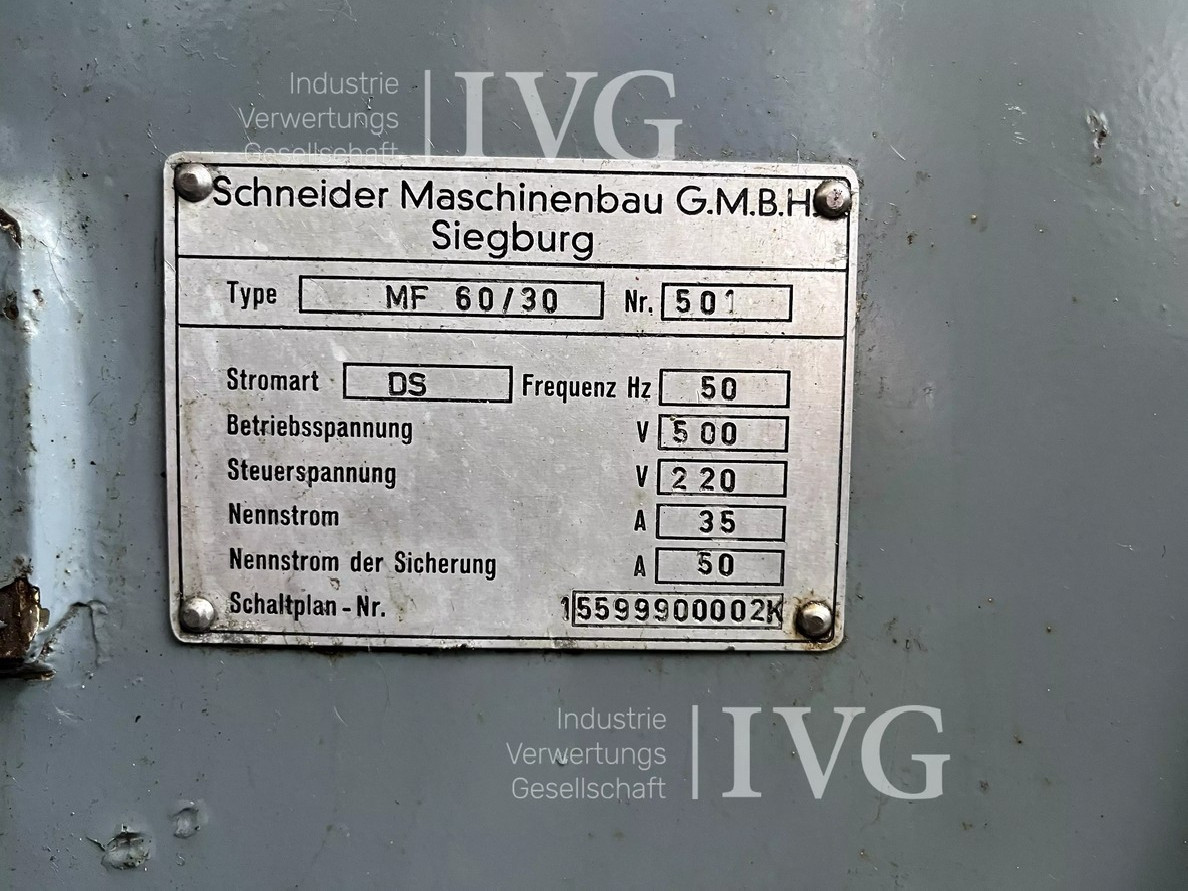 Industrie
Verwertungs
Gesellschaft
IVG
Schneider Maschinenbau G.M.B.H.
Siegburg
Type MF 60/30 Nr. 501
Stromart DS Frequenz Hz 50
Betriebsspannung V 500
Steuerspannung V 220
Nennstrom A 35
Nennstrom der Sicherung A 50
Schaltplan-Nr. 15599900002K
Industrie
Verwertungs
Gesellschaft
IVG